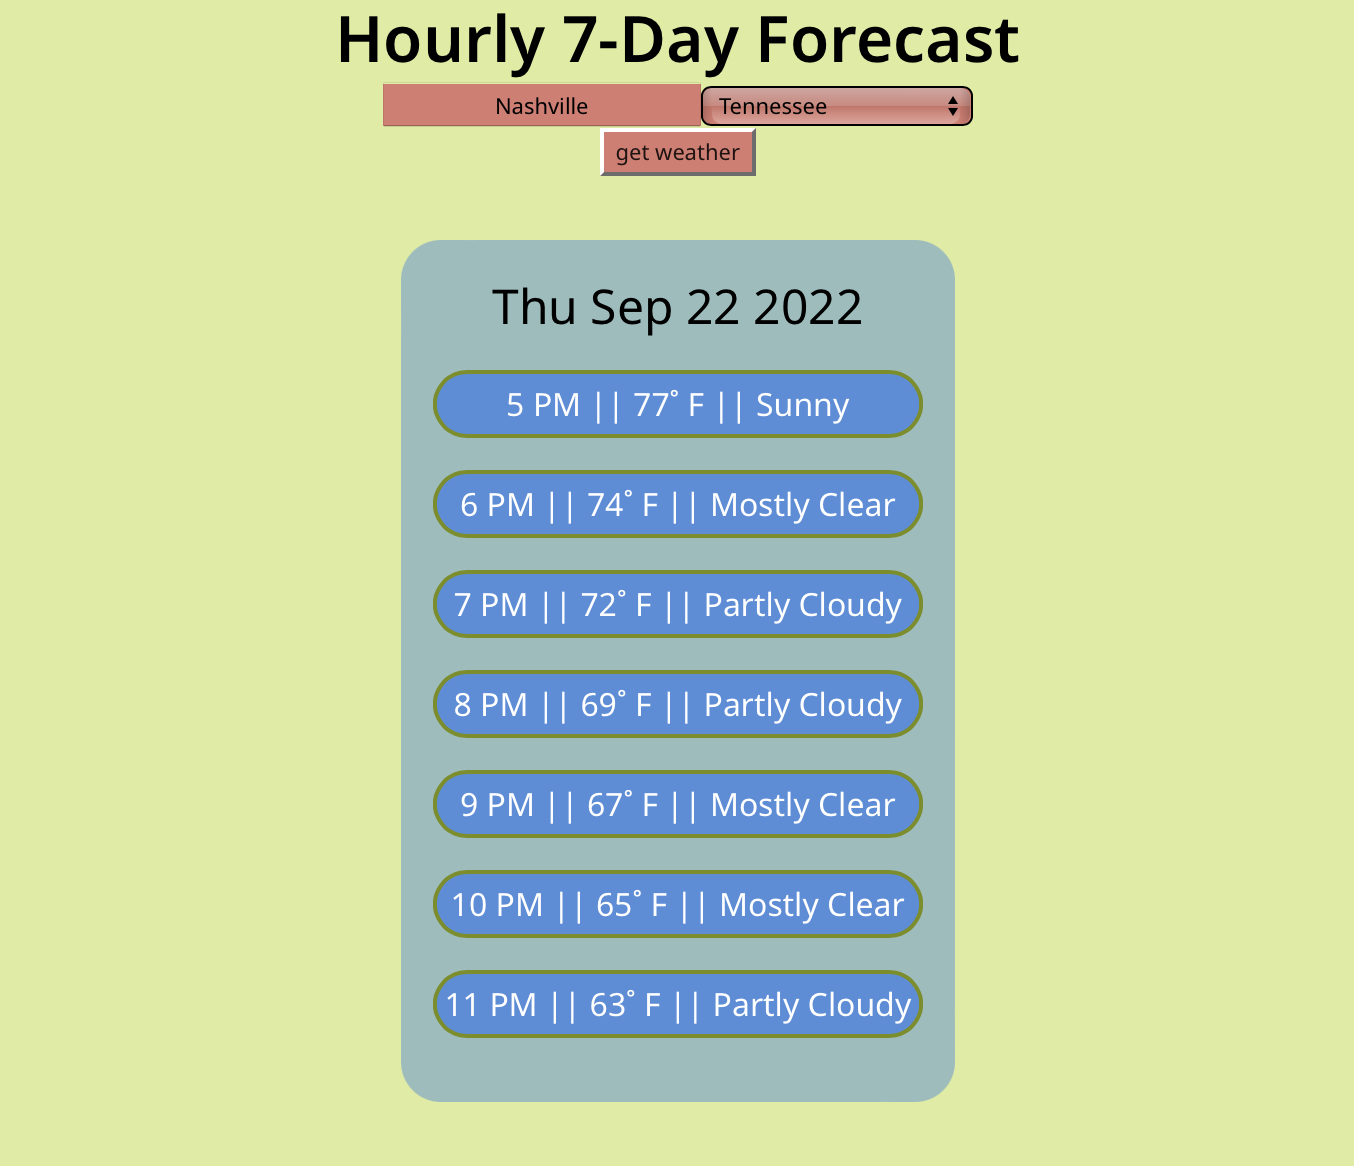 Hourly 7-Day Forecast
Nashville Tennessee
get weather
Thu Sep 22 2022
5 PM || 77˚ F || Sunny
6 PM || 74˚ F || Mostly Clear
7 PM || 72˚ F || Partly Cloudy
8 PM || 69˚ F || Partly Cloudy
9 PM || 67˚ F || Mostly Clear
10 PM || 65˚ F || Mostly Clear
11 PM || 63˚ F || Partly Cloudy